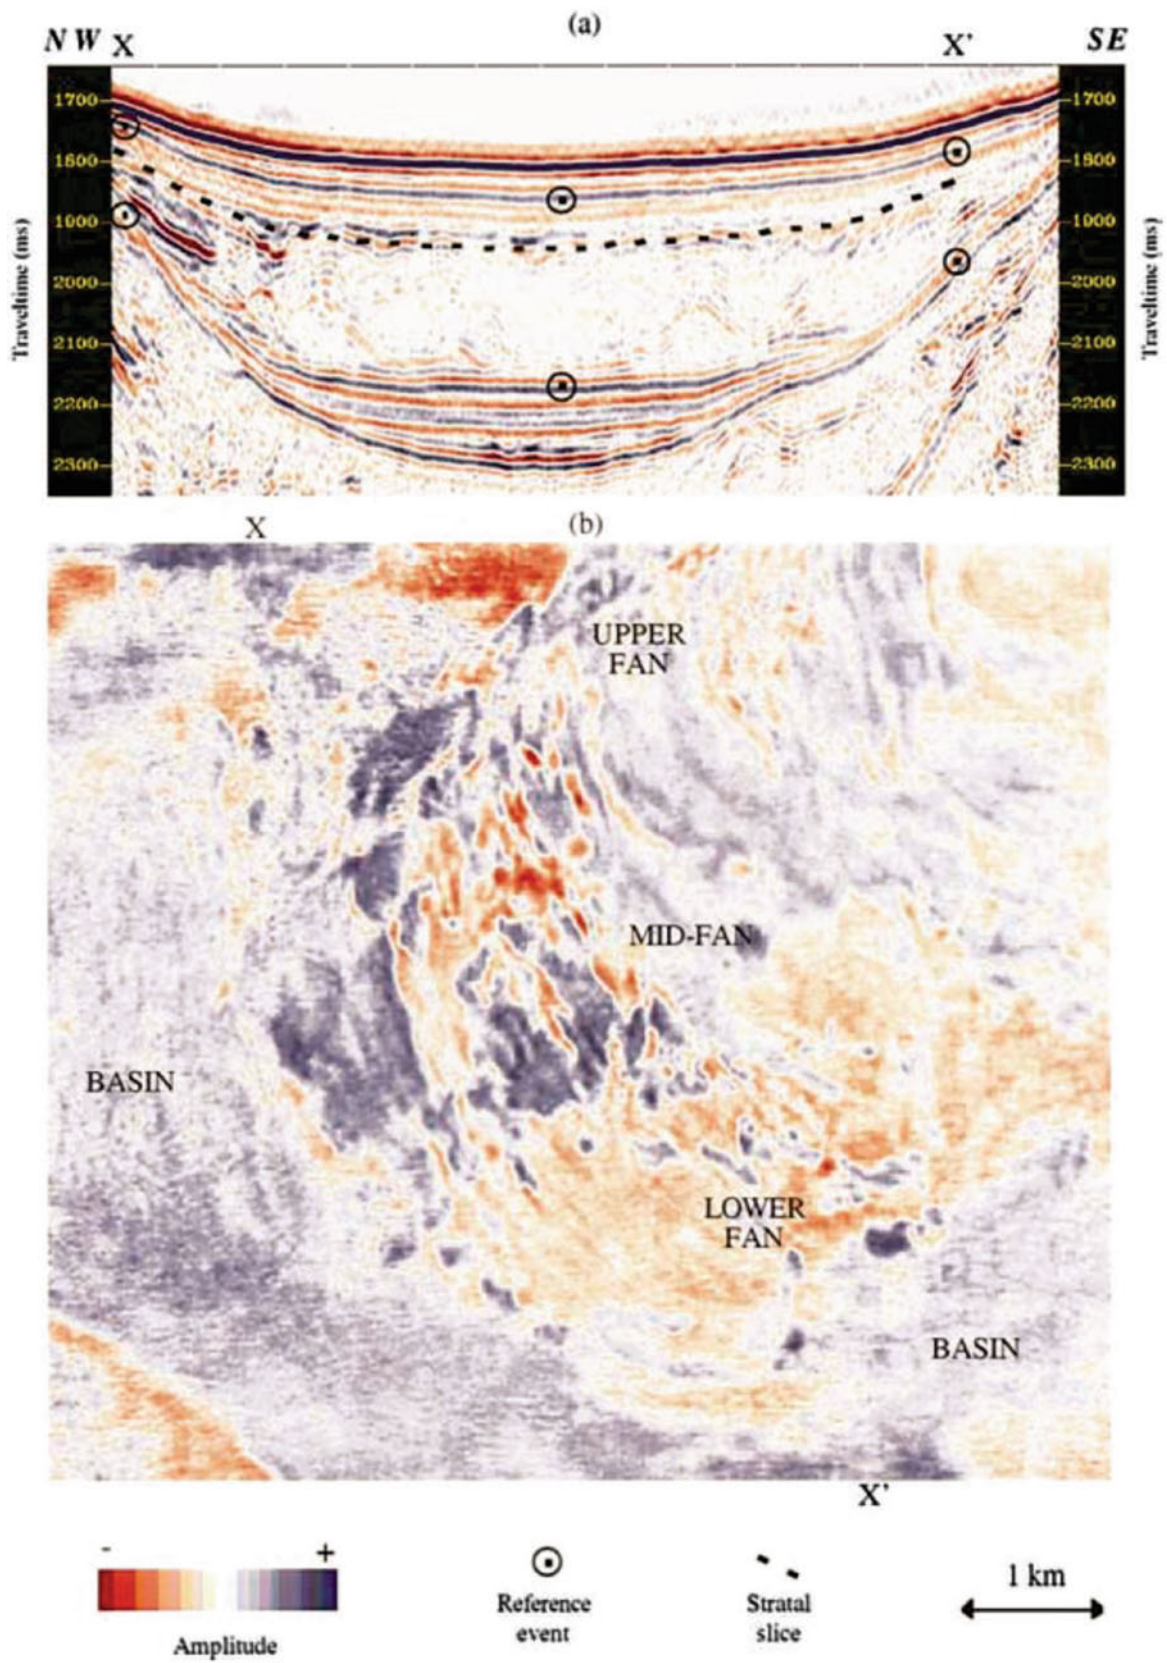 (a)
NW X X' SE
1700 1700
1800 1800
1900 1900
2000 2000
2100 2100
2200 2200
2300 2300
Traveltime (ms) Traveltime (ms)
X (b)
UPPER
FAN
MID-FAN
BASIN
LOWER
FAN
BASIN
X'
- +
Amplitude
Reference
event
Stratal
slice
1 km